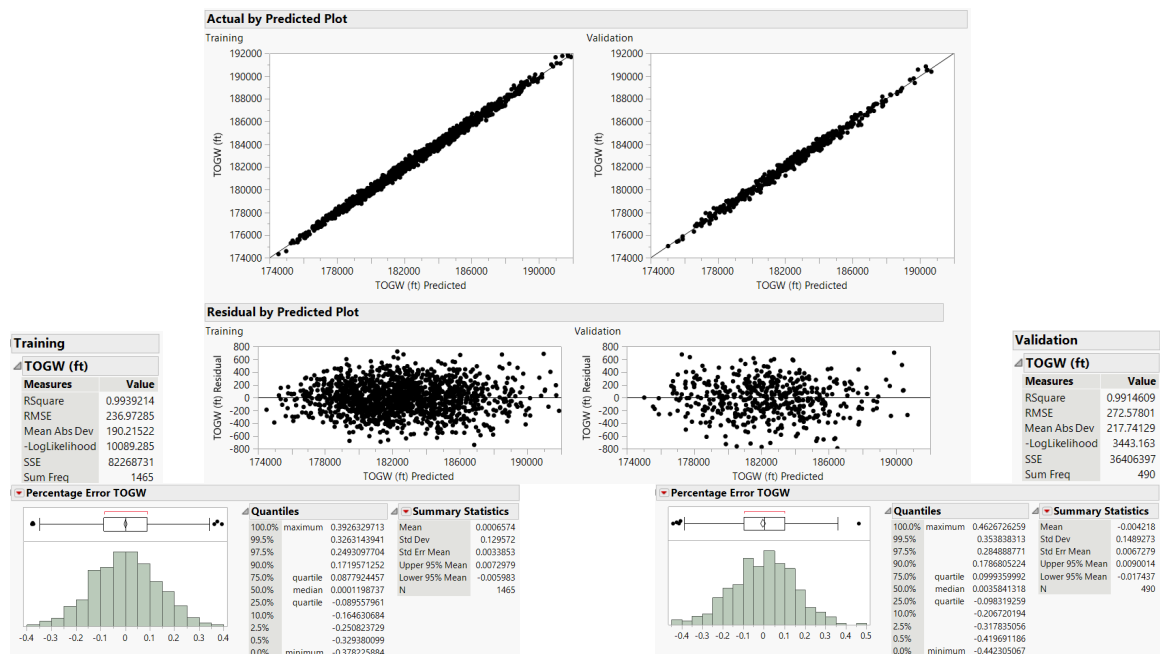 Actual by Predicted Plot
Training
Validation
192000
190000
188000
186000
184000
182000
180000
178000
176000
174000
TOGW (ft)
174000 178000 182000 186000 190000
TOGW (ft) Predicted
192000
190000
188000
186000
184000
182000
180000
178000
176000
174000
TOGW (ft)
174000 178000 182000 186000 190000
TOGW (ft) Predicted
Residual by Predicted Plot
Training
Validation
800
600
400
200
0
-200
-400
-600
-800
TOGW (ft) Residual
174000 178000 182000 186000 190000
TOGW (ft) Predicted
800
600
400
200
0
-200
-400
-600
-800
TOGW (ft) Residual
174000 178000 182000 186000 190000
TOGW (ft) Predicted
Training
TOGW (ft)
Measures Value
RSquare 0.9939214
RMSE 236.97285
Mean Abs Dev 190.21522
-LogLikelihood 10089.285
SSE 82268731
Sum Freq 1465
Validation
TOGW (ft)
Measures Value
RSquare 0.9914609
RMSE 272.57801
Mean Abs Dev 217.74129
-LogLikelihood 3443.163
SSE 36406397
Sum Freq 490
Percentage Error TOGW
-0.4 -0.3 -0.2 -0.1 0 0.1 0.2 0.3 0.4
Quantiles
100.0% maximum 0.3926329713
99.5% 0.3263143941
97.5% 0.2493097704
90.0% 0.1719571252
75.0% quartile 0.0877924457
50.0% median 0.0001198737
25.0% quartile -0.089557961
10.0% -0.164630684
2.5% -0.250823729
0.5% -0.329380099
0.0% minimum -0.378225884
Summary Statistics
Mean 0.0006574
Std Dev 0.129572
Std Err Mean 0.0033853
Upper 95% Mean 0.0072979
Lower 95% Mean -0.005983
N 1465
Percentage Error TOGW
-0.4 -0.3 -0.2 -0.1 0 0.1 0.2 0.3 0.4 0.5
Quantiles
100.0% maximum 0.4626726259
99.5% 0.353838313
97.5% 0.284888771
90.0% 0.1786805224
75.0% quartile 0.0999359992
50.0% median 0.0035841318
25.0% quartile -0.098319259
10.0% -0.206720194
2.5% -0.317835056
0.5% -0.419691186
0.0% minimum -0.442305067
Summary Statistics
Mean -0.004218
Std Dev 0.1489273
Std Err Mean 0.0067279
Upper 95% Mean 0.0090014
Lower 95% Mean -0.017437
N 490